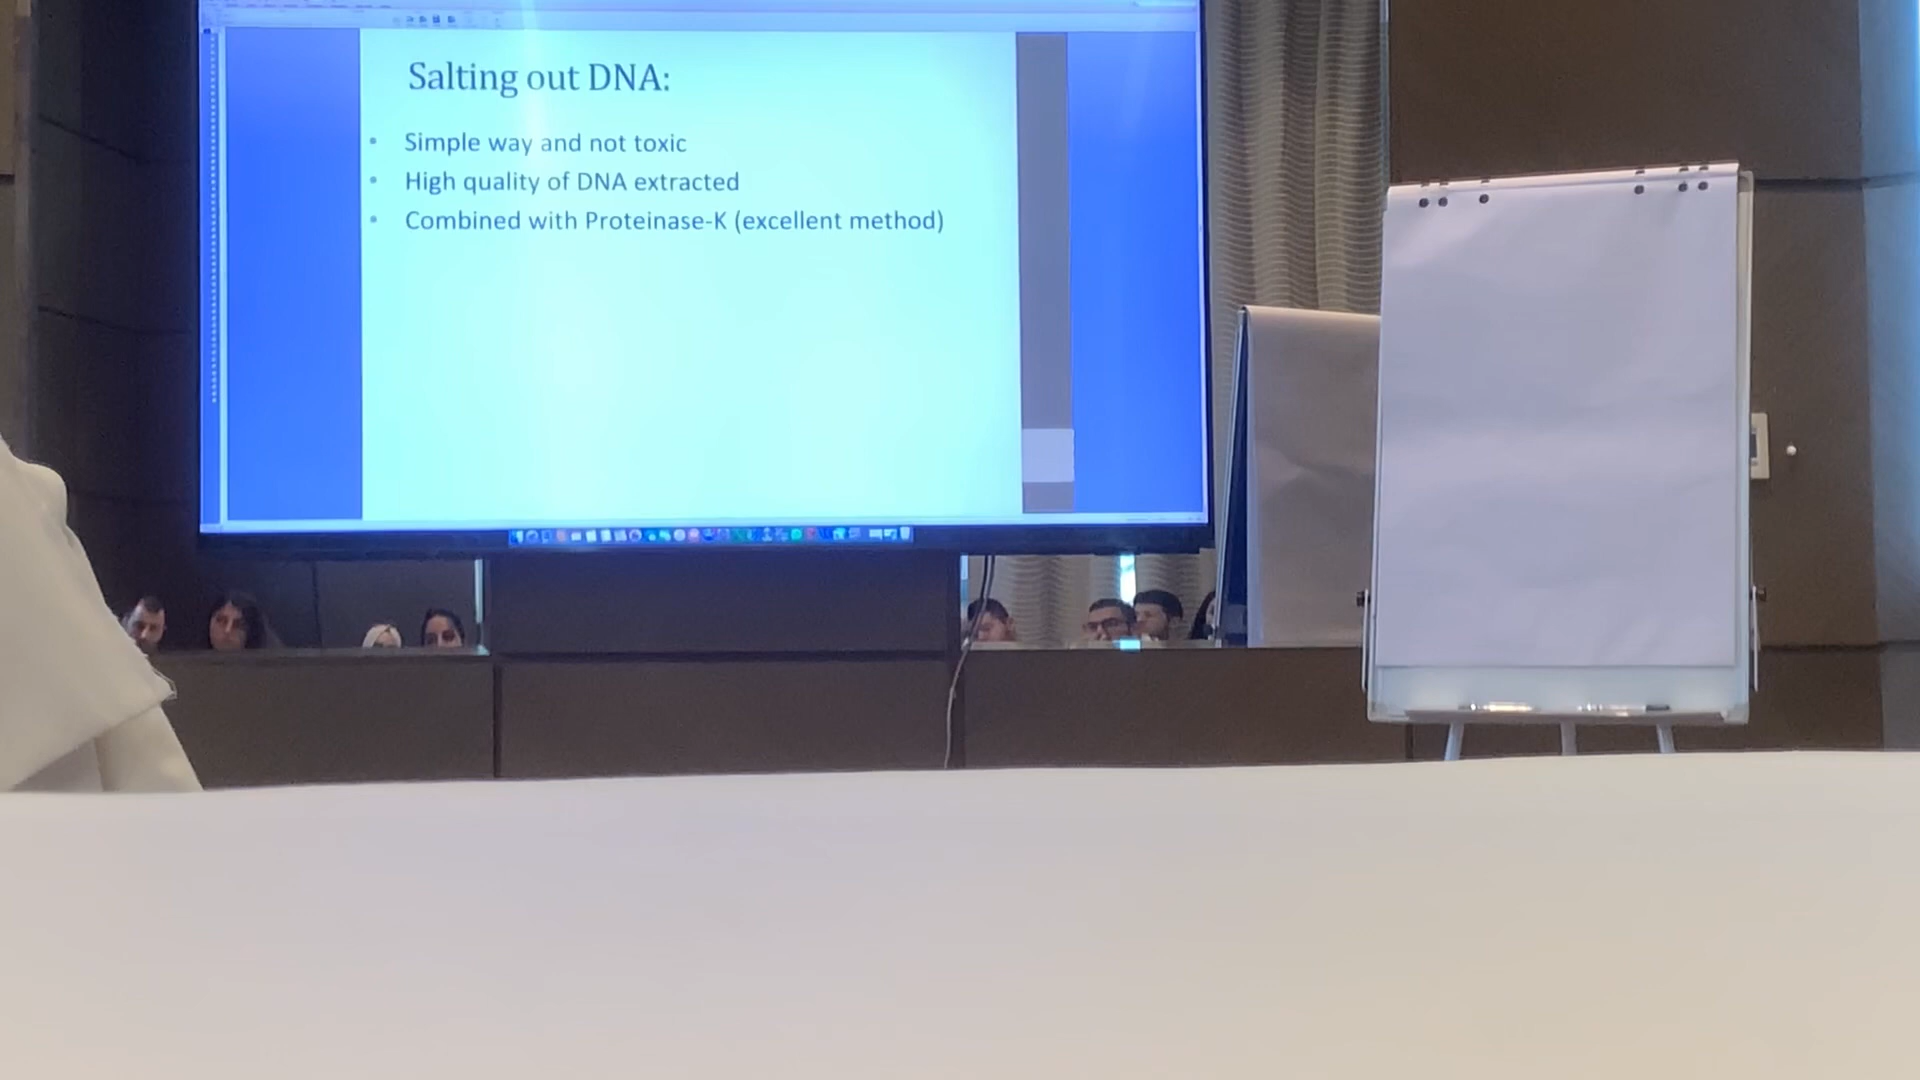 Salting out DNA:
• Simple way and not toxic
• High quality of DNA extracted
• Combined with Proteinase-K (excellent method)